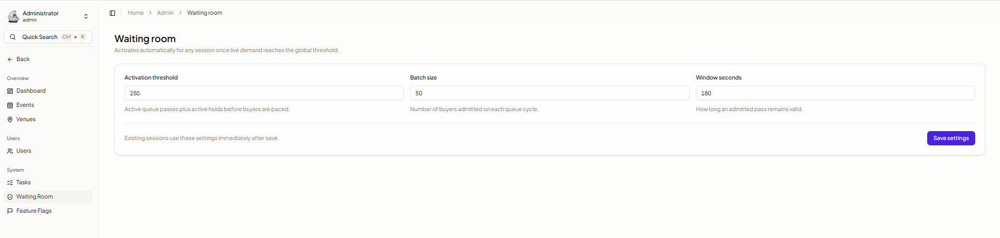 Administrator
admin
Quick Search Ctrl + K
Back
Overview
Dashboard
Events
Venues
Users
Users
System
Tasks
Waiting Room
Feature Flags
Home > Admin > Waiting room
Waiting room
Activates automatically for any session once live demand reaches the global threshold.
Activation threshold
250
Active queue passes plus active holds before buyers are paced.
Batch size
50
Number of buyers admitted on each queue cycle.
Window seconds
180
How long an admitted pass remains valid.
Existing sessions use these settings immediately after save.
Save settings